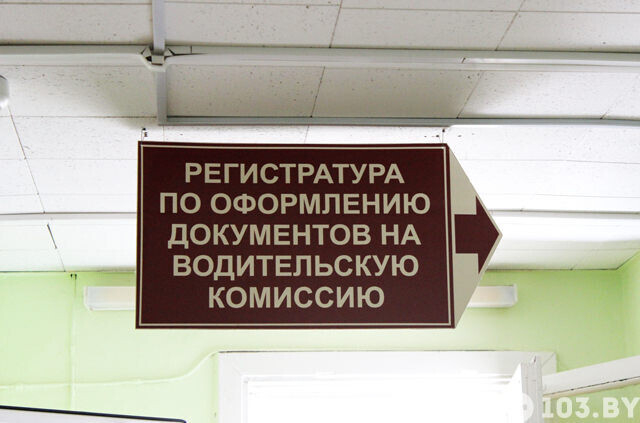 РЕГИСТРАТУРА
ПО ОФОРМЛЕНИЮ
ДОКУМЕНТОВ НА
ВОДИТЕЛЬСКУЮ
КОМИССИЮ
103.BY